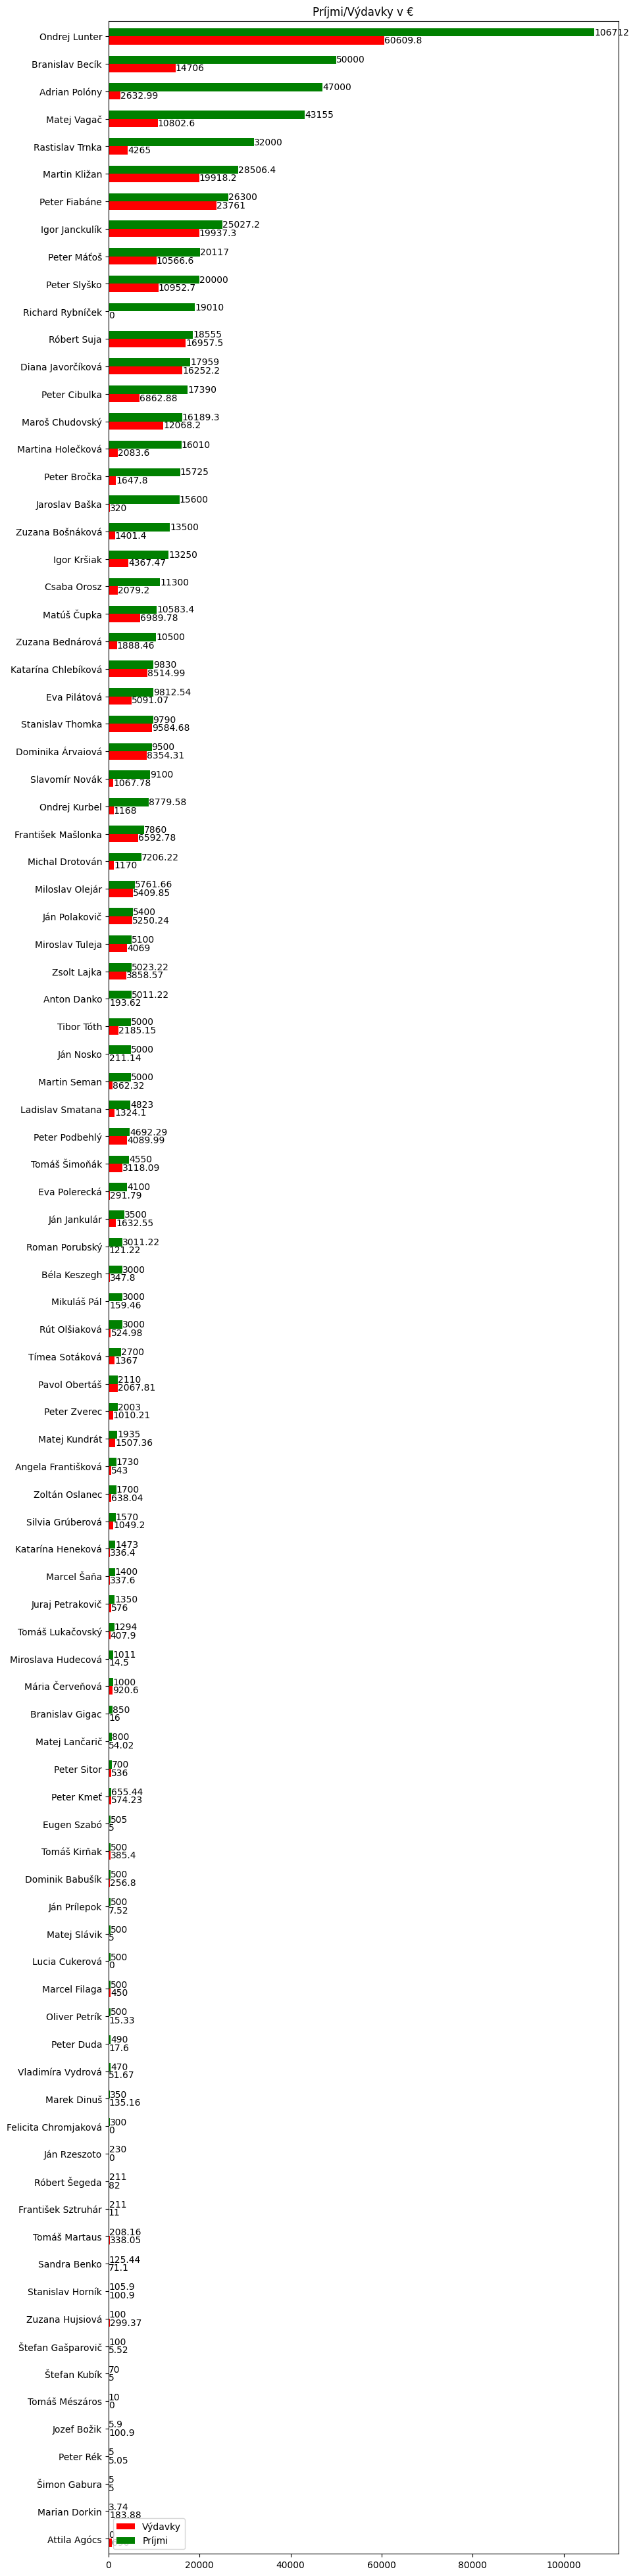 Príjmi/Výdavky v €
Ondrej Lunter 106712
60609.8
Branislav Becík 50000
14706
Adrian Polóny 47000
2632.99
Matej Vagač 43155
10802.6
Rastislav Trnka 32000
4265
Martin Kližan 28506.4
19918.2
Peter Fiabáne 26300
23761
Igor Janckulík 25027.2
19937.3
Peter Máťoš 20117
10566.6
Peter Slyško 20000
10952.7
Richard Rybníček 19010
0
Róbert Suja 18555
16957.5
Diana Javorčíková 17959
16252.2
Peter Cibulka 17390
6862.88
Maroš Chudovský 16189.3
12068.2
Martina Holečková 16010
2083.6
Peter Bročka 15725
1647.8
Jaroslav Baška 15600
320
Zuzana Bošnáková 13500
1401.4
Igor Kršiak 13250
4367.47
Csaba Orosz 11300
2079.2
Matúš Čupka 10583.4
6989.78
Zuzana Bednárová 10500
1888.46
Katarína Chlebíková 9830
8514.99
Eva Pilátová 9812.54
5091.07
Stanislav Thomka 9790
9584.68
Dominika Árvaiová 9500
8354.31
Slavomír Novák 9100
1067.78
Ondrej Kurbel 8779.58
1168
František Mašlonka 7860
6592.78
Michal Drotován 7206.22
1170
Miloslav Olejár 5761.66
5409.85
Ján Polakovič 5400
5250.24
Miroslav Tuleja 5100
4069
Zsolt Lajka 5023.22
3858.57
Anton Danko 5011.22
193.62
Tibor Tóth 5000
2185.15
Ján Nosko 5000
211.14
Martin Seman 5000
862.32
Ladislav Smatana 4823
1324.1
Peter Podbehlý 4692.29
4089.99
Tomáš Šimoňák 4550
3118.09
Eva Polerecká 4100
291.79
Ján Jankulár 3500
1632.55
Roman Porubský 3011.22
121.22
Béla Keszegh 3000
347.8
Mikuláš Pál 3000
159.46
Rút Olšiaková 3000
524.98
Tímea Sotáková 2700
1367
Pavol Obertáš 2110
2067.81
Peter Zverec 2003
1010.21
Matej Kundrát 1935
1507.36
Angela Františková 1730
543
Zoltán Oslanec 1700
638.04
Silvia Grúberová 1570
1049.2
Katarína Heneková 1473
336.4
Marcel Šaňa 1400
337.6
Juraj Petrakovič 1350
576
Tomáš Lukačovský 1294
407.9
Miroslava Hudecová 1011
14.5
Mária Červeňová 1000
920.6
Branislav Gigac 850
16
Matej Lančarič 800
54.02
Peter Sitor 700
536
Peter Kmeť 655.44
574.23
Eugen Szabó 505
5
Tomáš Kirňak 500
385.4
Dominik Babušík 500
256.8
Ján Prílepok 500
7.52
Matej Slávik 500
5
Lucia Cukerová 500
0
Marcel Filaga 500
450
Oliver Petrík 500
15.33
Peter Duda 490
17.6
Vladimíra Vydrová 470
51.67
Marek Dinuš 350
135.16
Felicita Chromjaková 300
0
Ján Rzeszoto 230
0
Róbert Šegeda 211
82
František Sztruhár 211
11
Tomáš Martaus 208.16
338.05
Sandra Benko 125.44
71.1
Stanislav Horník 105.9
100.9
Zuzana Hujsiová 100
299.37
Štefan Gašparovič 100
5.52
Štefan Kubík 70
5
Tomáš Mészáros 10
0
Jozef Božik 5.9
100.9
Peter Rék 5
5.05
Šimon Gabura 5
5
Marian Dorkin 3.74
183.88
Attila Agócs 0
Výdavky
Príjmi
0 20000 40000 60000 80000 100000